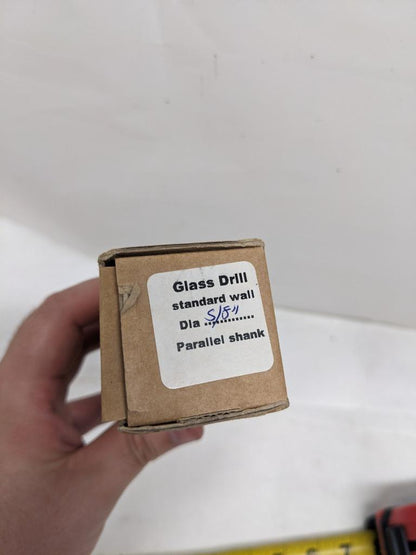 Glass Drill
standard wall
Dia 5/8".............
Parallel shank